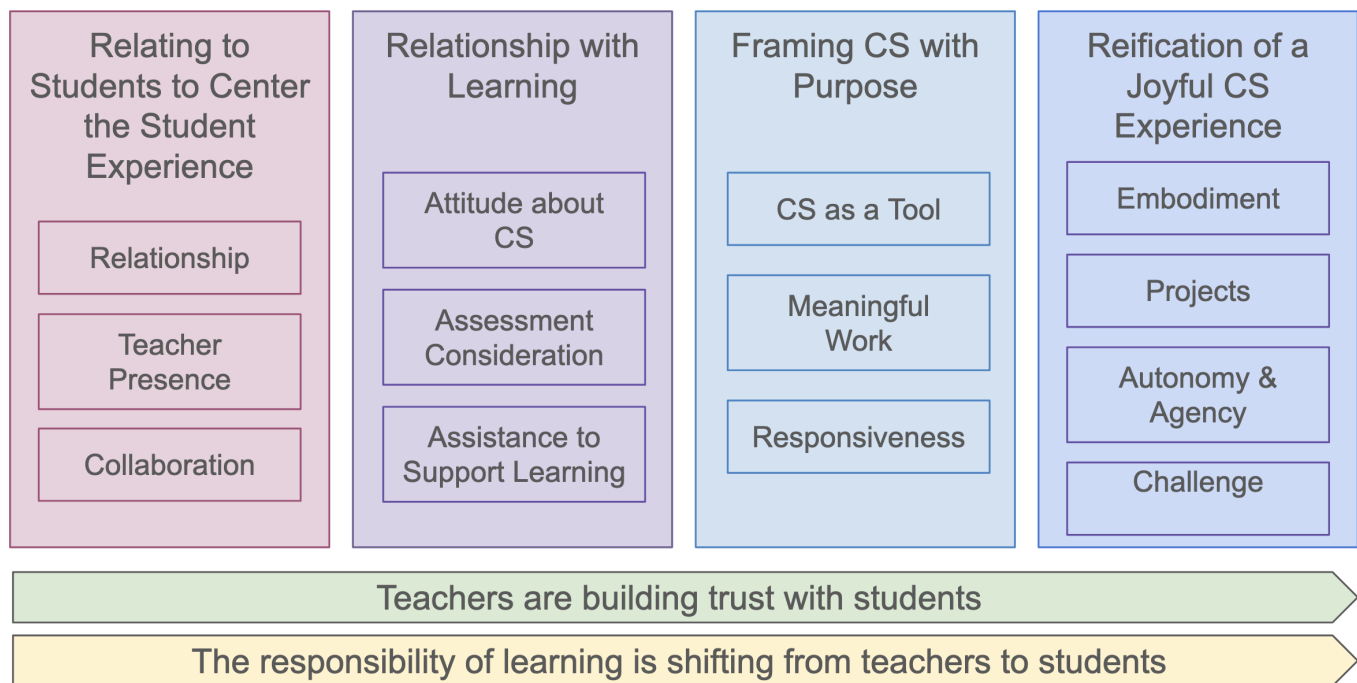 Relating to
Students to Center
the Student
Experience
Relationship
Teacher
Presence
Collaboration
Relationship with
Learning
Attitude about
CS
Assessment
Consideration
Assistance to
Support Learning
Framing CS with
Purpose
CS as a Tool
Meaningful
Work
Responsiveness
Reification of a
Joyful CS
Experience
Embodiment
Projects
Autonomy &
Agency
Challenge
Teachers are building trust with students
The responsibility of learning is shifting from teachers to students